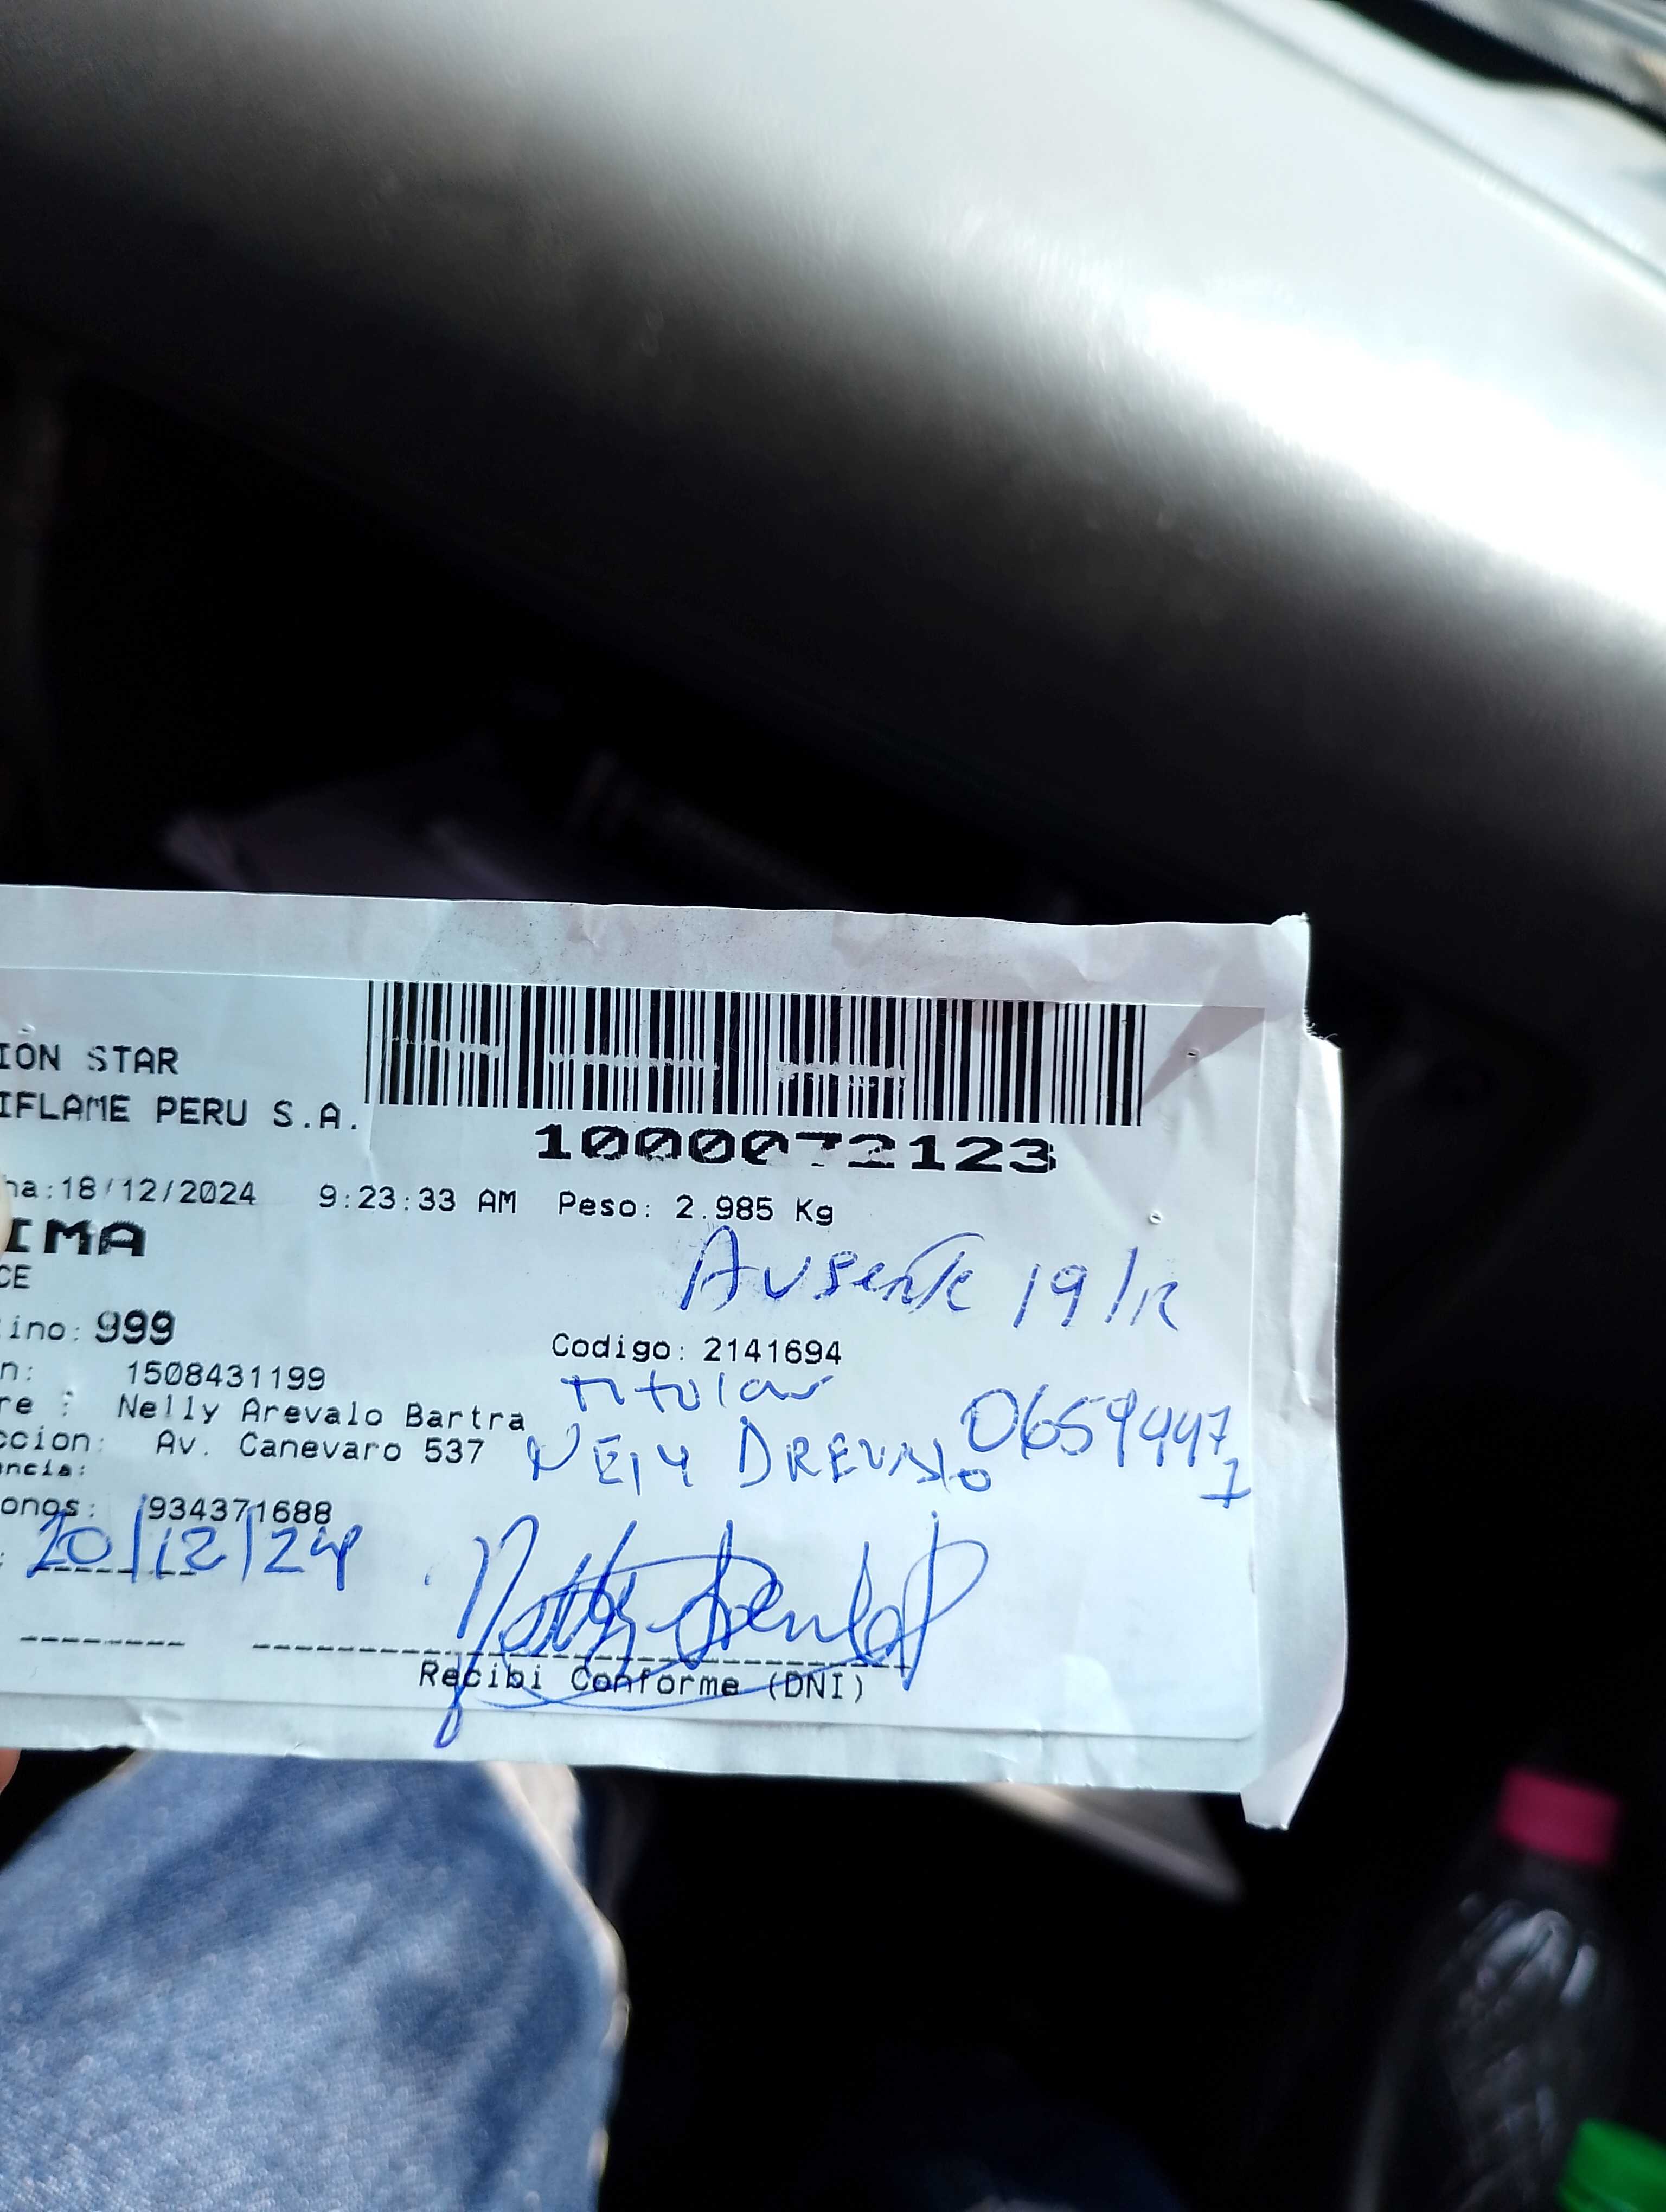 ION STAR
IFLAME PERU S.A.
1000072123
ha:18/12/2024 9:23:33 AM Peso: 2.985 Kg
IMA
CE
Ausente 19/12
ino: 999
Codigo: 2141694
n: 1508431199
titular
re : Nelly Arevalo Bartra
ccion: Av. Canevaro 537
ncia:
onos: 934371688
20/12/24
Recibi Conforme (DNI)